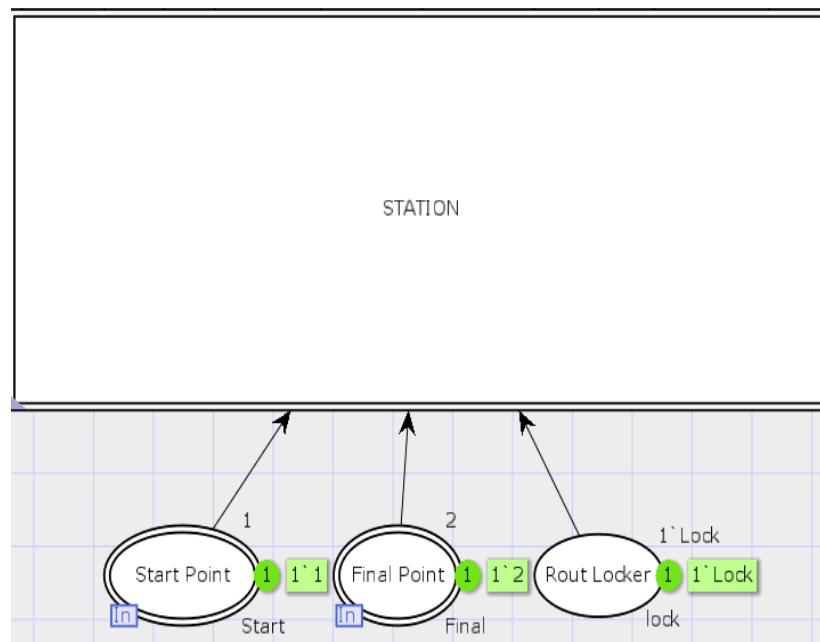 STATION
1
2
1`Lock
Start Point
1
1`1
Final Point
1
1`2
Rout Locker
1
1`Lock
In
In
Start
Final
lock